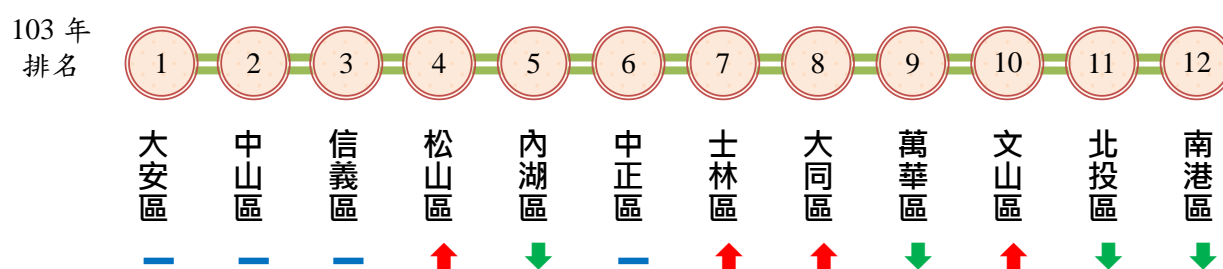 103 年
排名
1 2 3 4 5 6 7 8 9 10 11 12
大安區
中山區
信義區
松山區
內湖區
中正區
士林區
大同區
萬華區
文山區
北投區
南港區